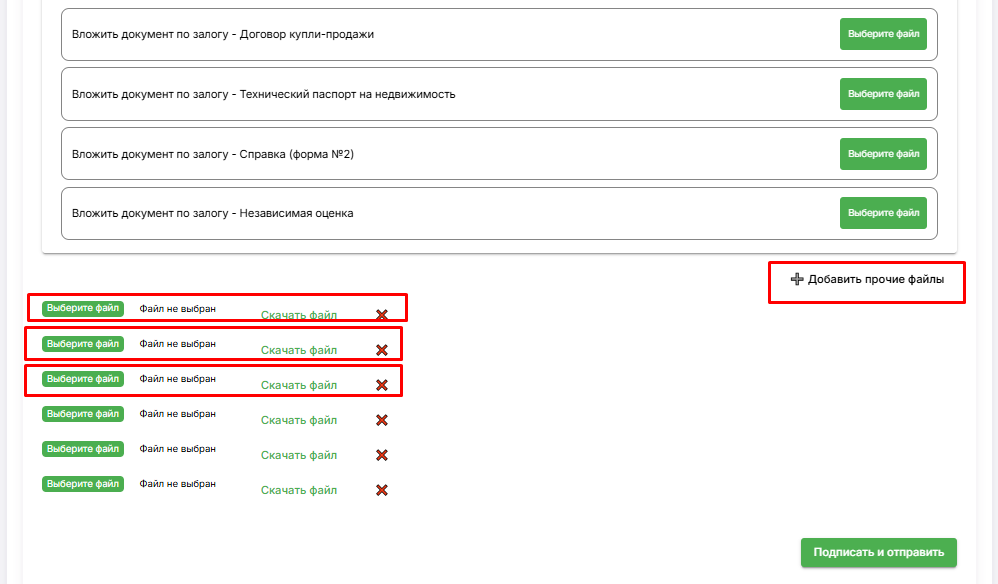 Вложить документ по залогу - Договор купли-продажи Выберите файл
Вложить документ по залогу - Технический паспорт на недвижимость Выберите файл
Вложить документ по залогу - Справка (форма №2) Выберите файл
Вложить документ по залогу - Независимая оценка Выберите файл
Добавить прочие файлы
Выберите файл Файл не выбран Скачать файл
Выберите файл Файл не выбран Скачать файл
Выберите файл Файл не выбран Скачать файл
Выберите файл Файл не выбран Скачать файл
Выберите файл Файл не выбран Скачать файл
Выберите файл Файл не выбран Скачать файл
Подписать и отправить